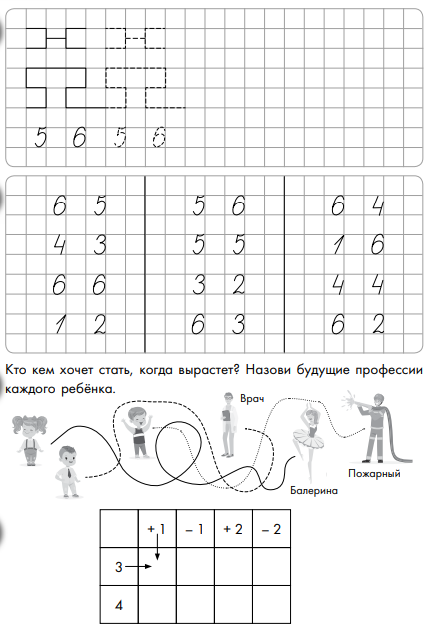 5 6 5 6
6 5 5 6 6 4
4 3 5 5 1 6
6 6 3 2 4 4
1 2 6 3 6 2
Кто кем хочет стать, когда вырастет? Назови будущие профессии
каждого ребёнка.
Врач
Пожарный
Балерина
+ 1 – 1 + 2 – 2
3
4